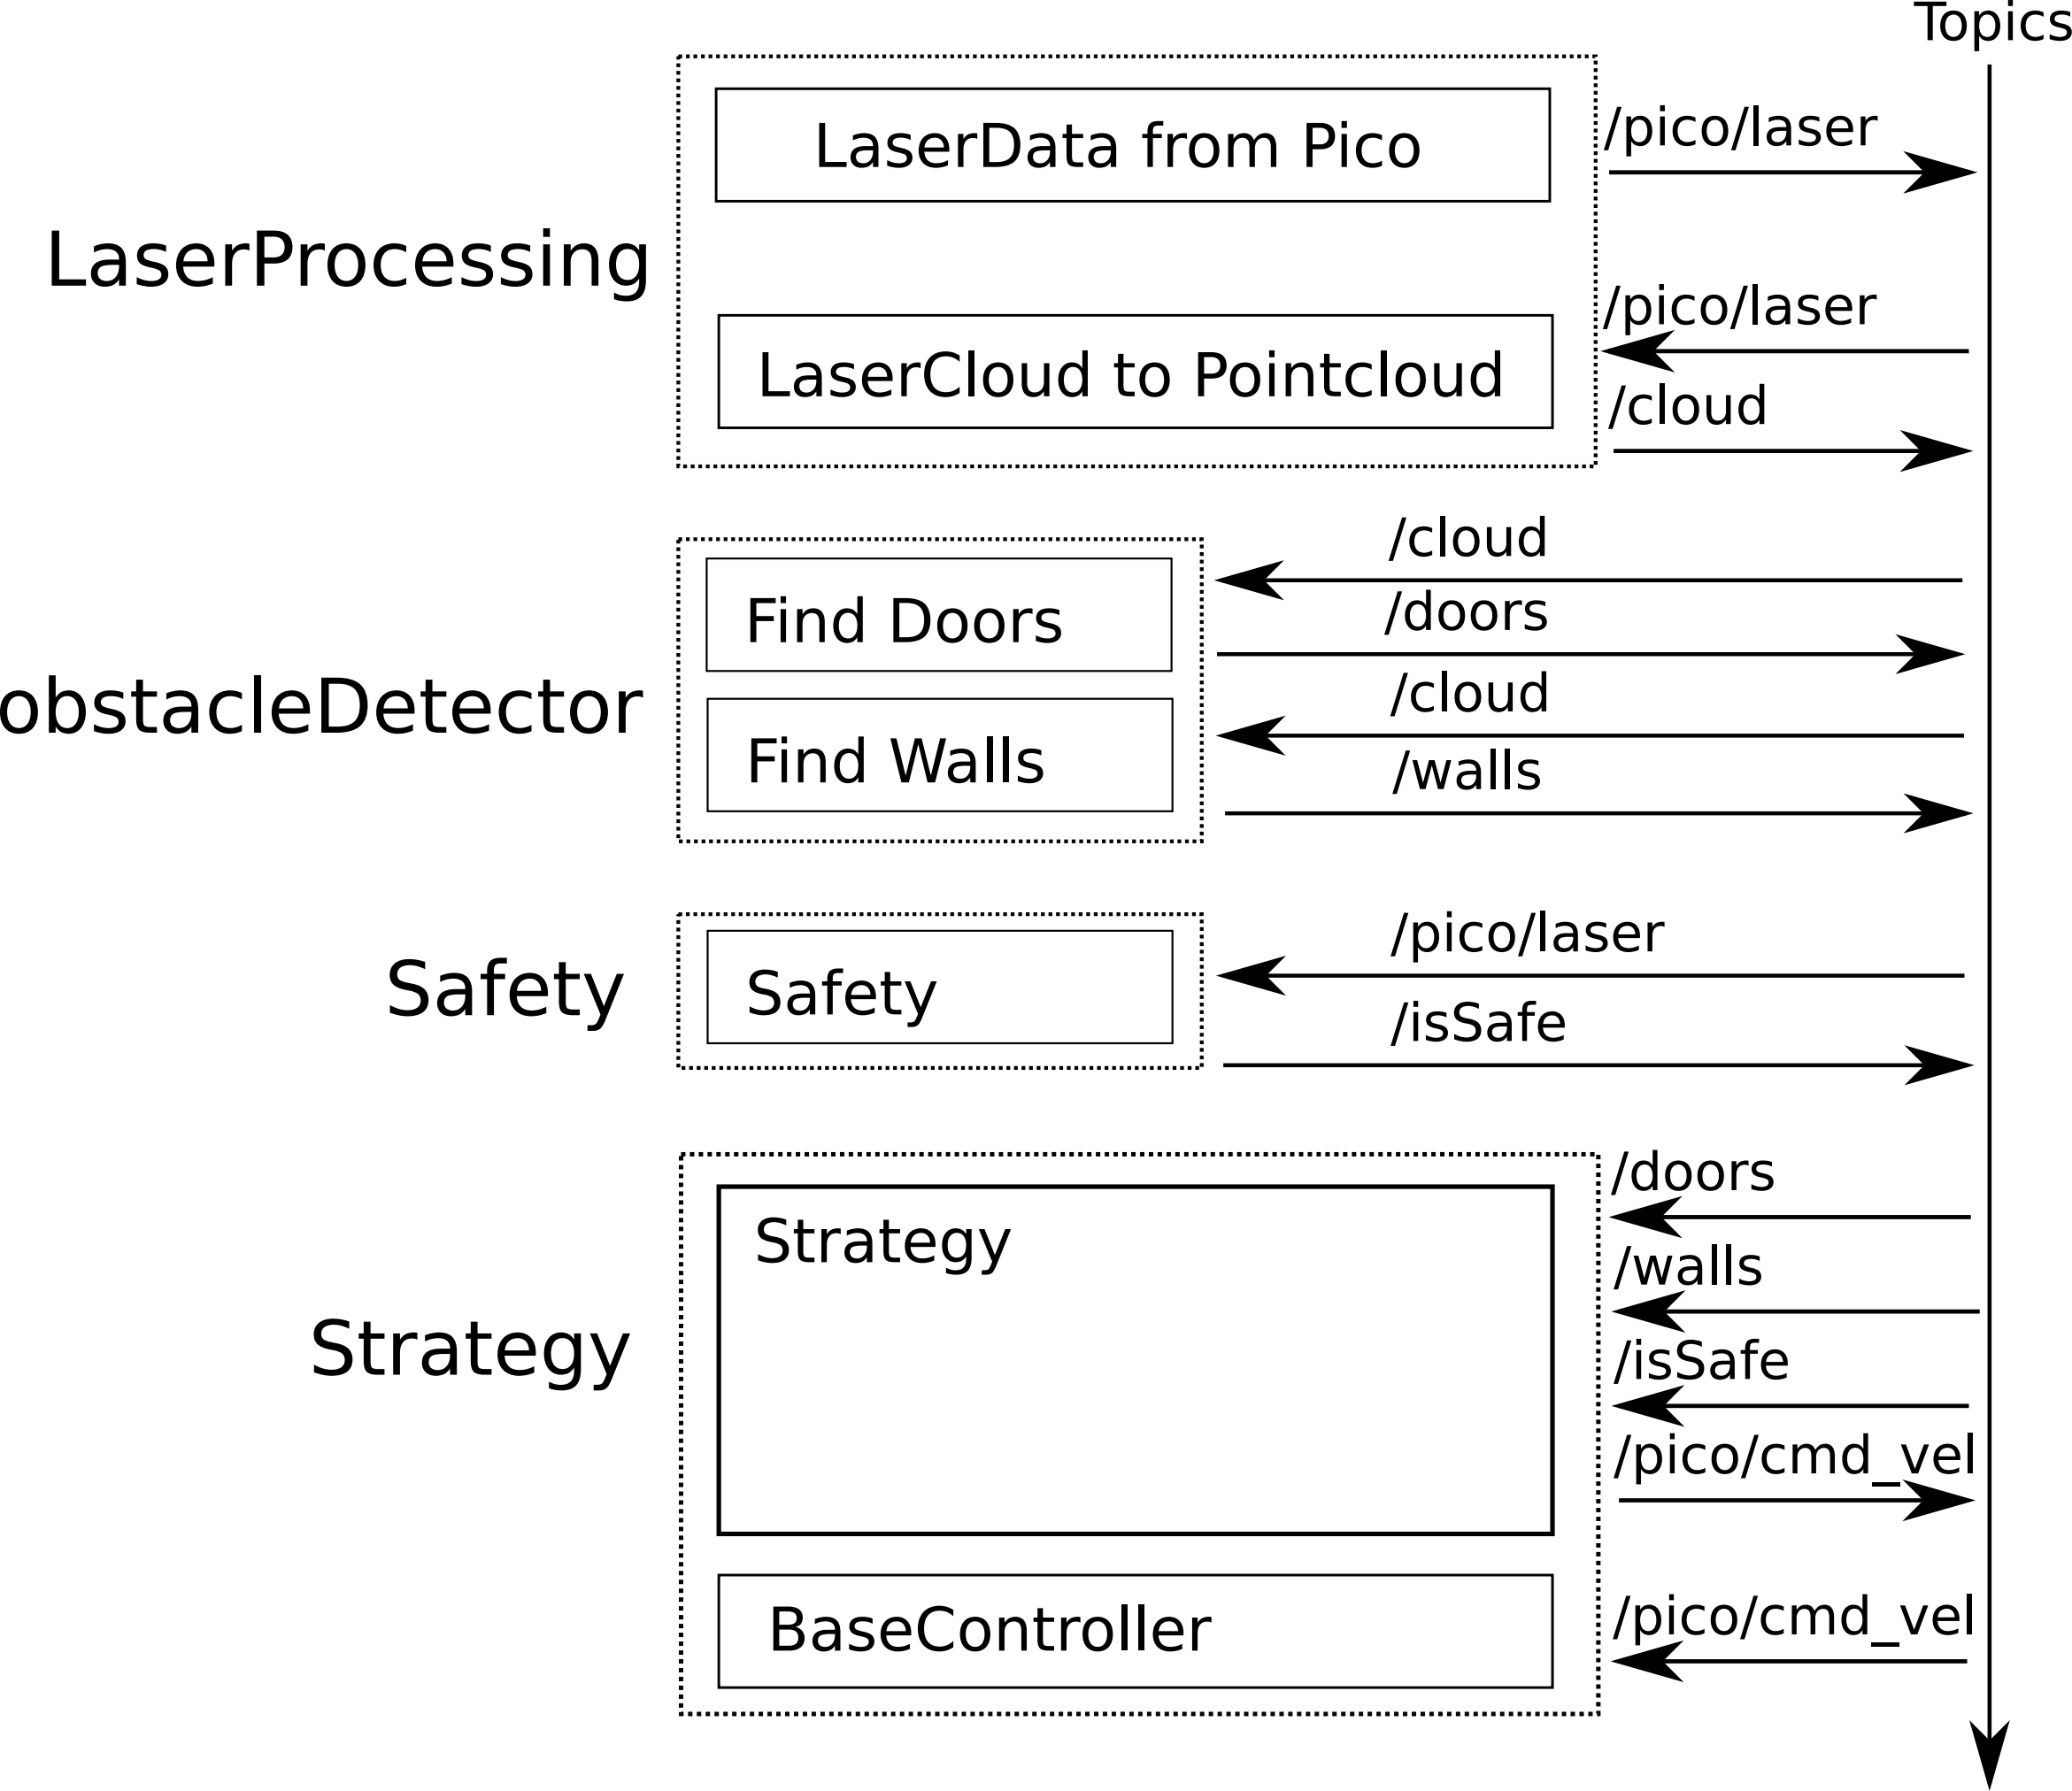 Topics
LaserProcessing
LaserData from Pico
/pico/laser
LaserCloud to Pointcloud
/pico/laser
/cloud
obstacleDetector
Find Doors
/cloud
/doors
Find Walls
/cloud
/walls
Safety
Safety
/pico/laser
/isSafe
Strategy
Strategy
/doors
/walls
/isSafe
/pico/cmd_vel
BaseController
/pico/cmd_vel